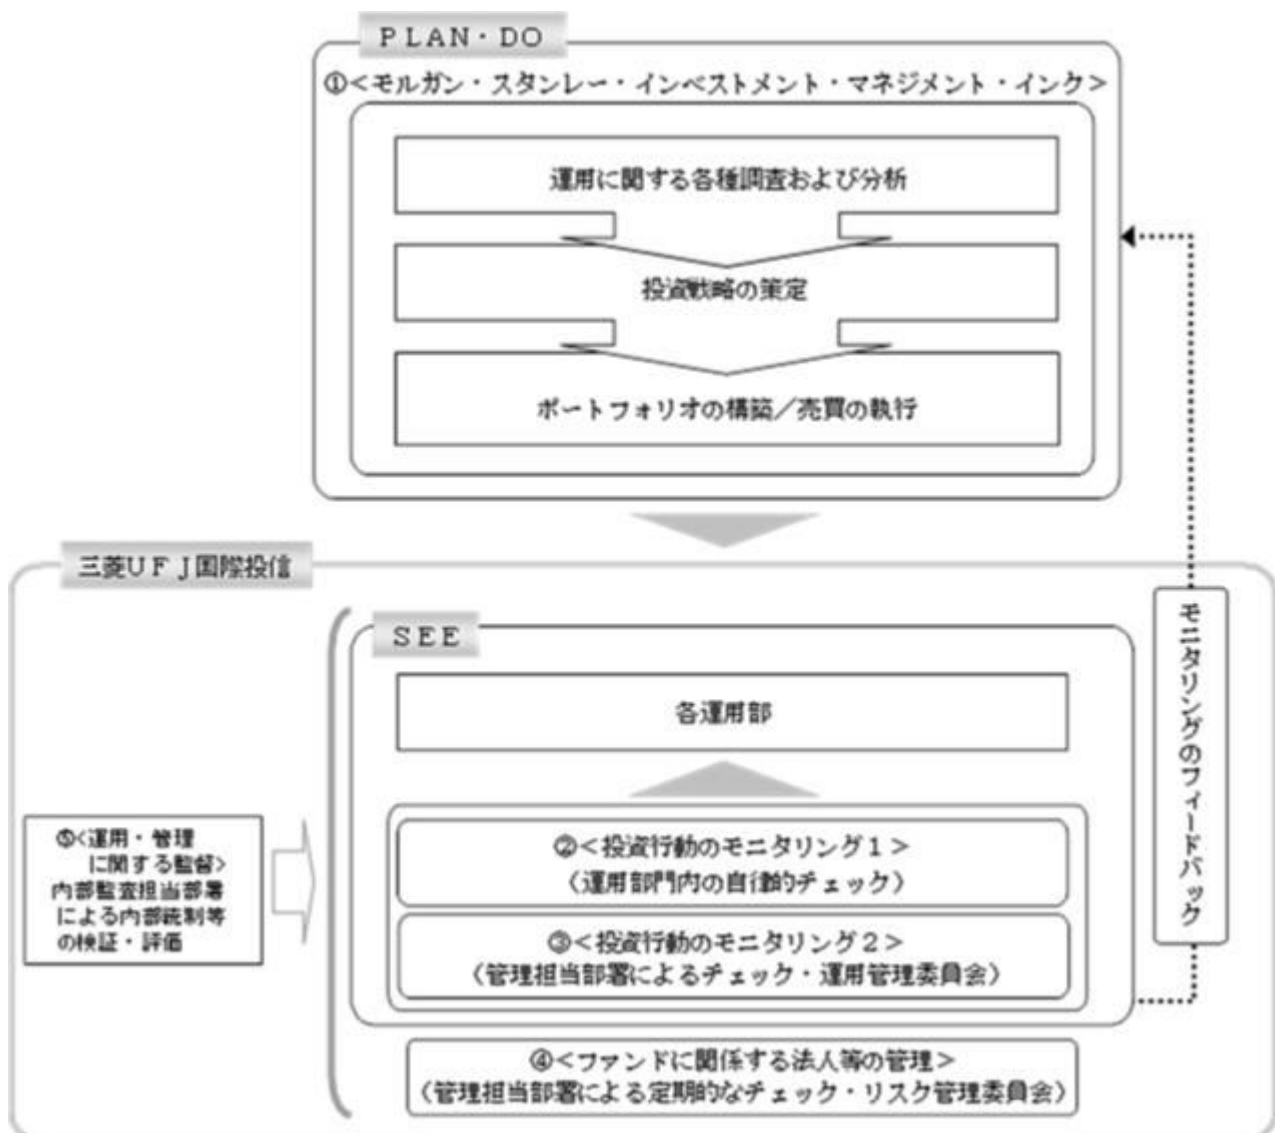 ＰＬＡＮ・ＤＯ
①＜モルガン・スタンレー・インベストメント・マネジメント・インク＞
運用に関する各種調査および分析
投資戦略の策定
ポートフォリオの構築／売買の執行
三菱ＵＦＪ国際投信
ＳＥＥ
各運用部
②＜投資行動のモニタリング１＞
（運用部門内の自律的チェック）
③＜投資行動のモニタリング２＞
（管理担当部署によるチェック・運用管理委員会）
④＜ファンドに関係する法人等の管理＞
（管理担当部署による定期的なチェック・リスク管理委員会）
⑤＜運用・管理
に関する監督＞
内部監査担当部署
による内部統制等
の検証・評価
モニタリングのフィードバック